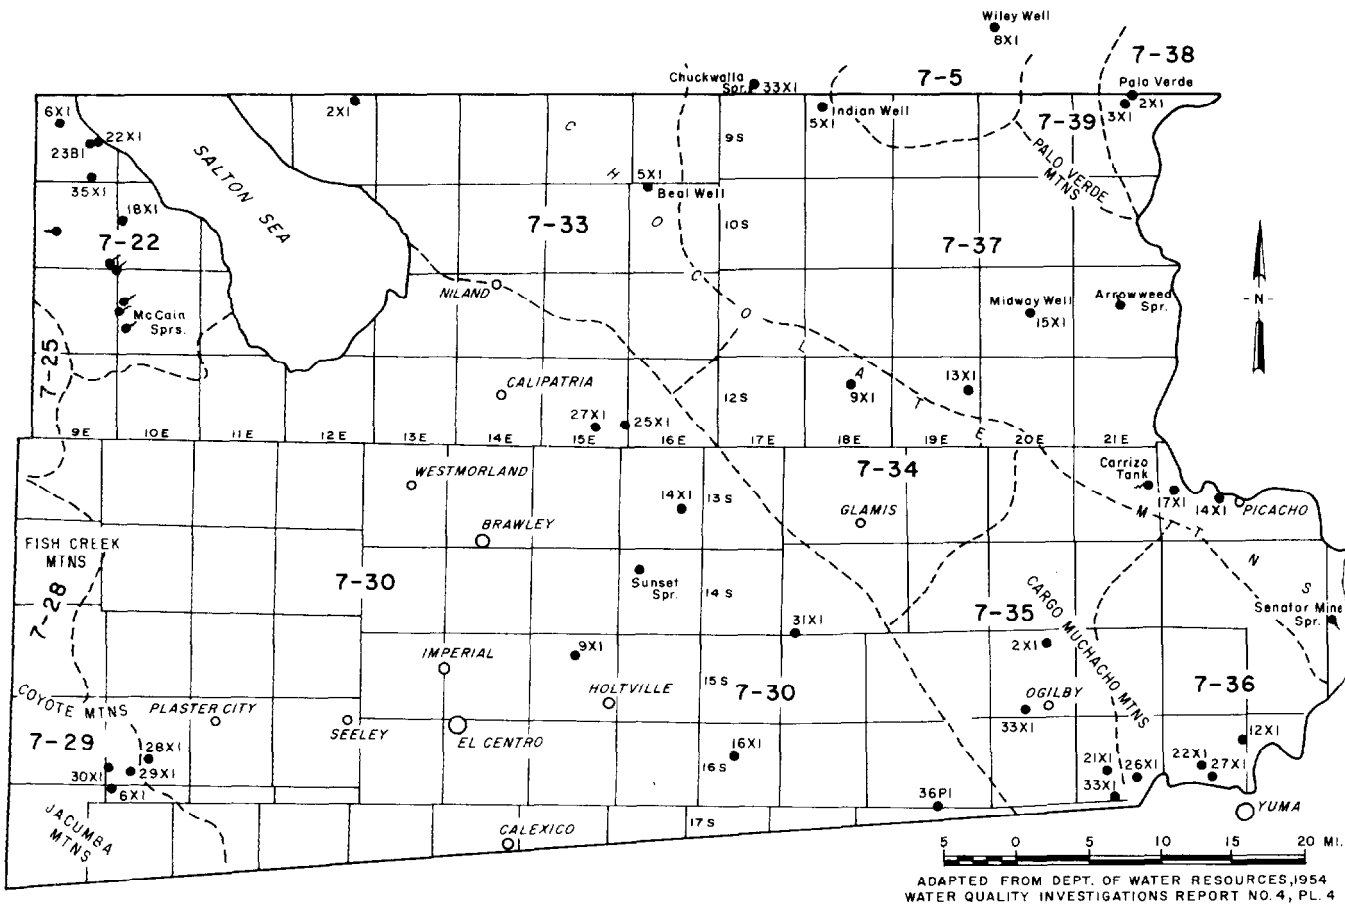 Wiley Well
8X1
7-38
Chuckwalla
Spr.
33X1
7-5
Palo Verde
2X1
3X1
6X1
2X1
5X1
Indian Well
22X1
23B1
9S
7-39
PALO VERDE
MTNS
SALTON SEA
35X1
5X1
Beal Well
18X1
7-22
7-33
10S
7-37
CHOCOLATE MTNS
NILAND
Midway Well
15X1
Arrowweed
Spr.
McCain
Sprs.
7-25
CALIPATRIA
9X1
13X1
12S
27X1
25X1
9E
10E
11E
12E
13E
14E
15E
16E
17E
18E
19E
20E
21E
WESTMORLAND
7-34
Carrizo
Tank
14X1
13S
GLAMIS
17X1
14X1
PICACHO
BRAWLEY
FISH CREEK
MTNS
7-30
Sunset
Spr.
14S
7-28
7-35
CARGO MUCHACHO MTNS
Senator Mine
Spr.
31X1
2X1
IMPERIAL
9X1
15S
7-30
7-36
COYOTE MTNS
PLASTER CITY
HOLTVILLE
OGILBY
33X1
SEELEY
EL CENTRO
7-29
28X1
30X1
29X1
6X1
16X1
16S
12X1
21X1
26X1
22X1
27X1
33X1
36P1
JACUMBA
MTNS
17S
CALEXICO
YUMA
-N-
5 0 5 10 15 20 MI.
ADAPTED FROM DEPT. OF WATER RESOURCES,1954
WATER QUALITY INVESTIGATIONS REPORT NO.4, PL.4